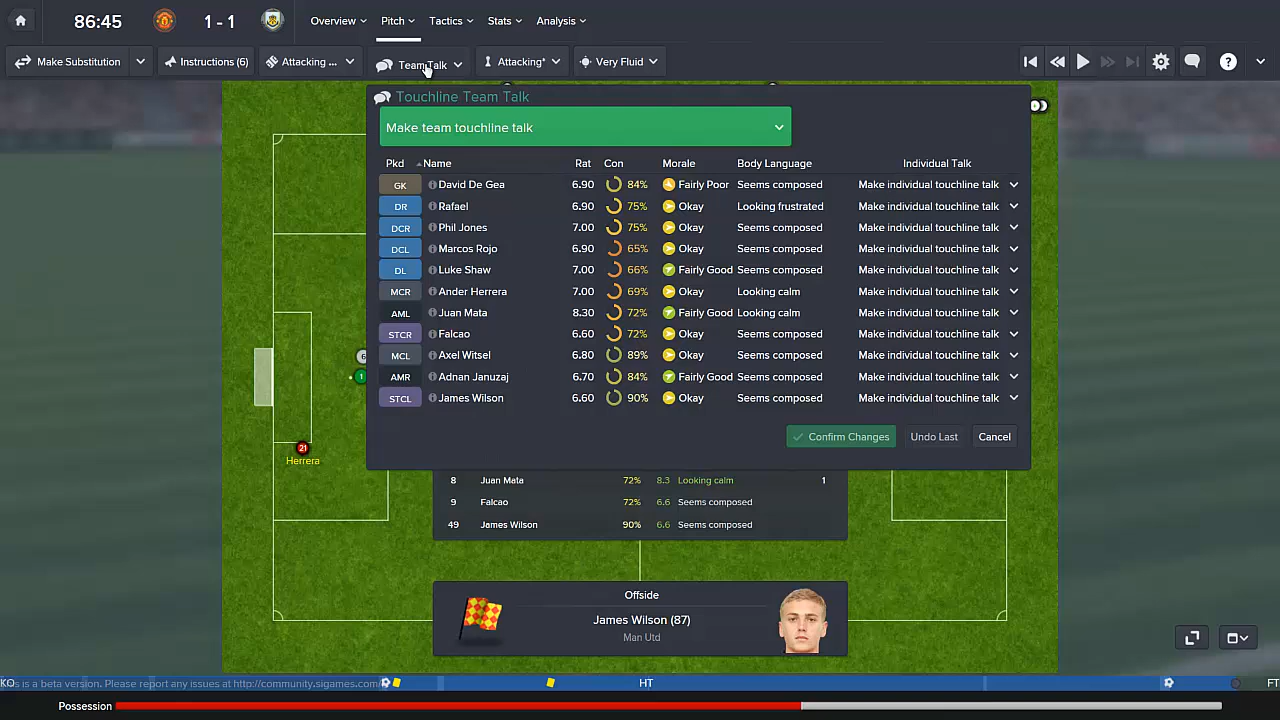 86:45 1 - 1 Overview Pitch Tactics Stats Analysis
Make Substitution Instructions (6) Attacking ... Team Talk Attacking* Very Fluid ?
Touchline Team Talk
Make team touchline talk
Pkd Name Rat Con Morale Body Language Individual Talk
GK David De Gea 6.90 84% Fairly Poor Seems composed Make individual touchline talk
DR Rafael 6.90 75% Okay Looking frustrated Make individual touchline talk
DCR Phil Jones 7.00 75% Okay Seems composed Make individual touchline talk
DCL Marcos Rojo 6.90 65% Okay Seems composed Make individual touchline talk
DL Luke Shaw 7.00 66% Fairly Good Seems composed Make individual touchline talk
MCR Ander Herrera 7.00 69% Okay Looking calm Make individual touchline talk
AML Juan Mata 8.30 72% Fairly Good Looking calm Make individual touchline talk
STCR Falcao 6.60 72% Okay Seems composed Make individual touchline talk
MCL Axel Witsel 6.80 89% Okay Seems composed Make individual touchline talk
AMR Adnan Januzaj 6.70 84% Fairly Good Seems composed Make individual touchline talk
STCL James Wilson 6.60 90% Okay Seems composed Make individual touchline talk
6
1
Confirm Changes Undo Last Cancel
21
Herrera
8 Juan Mata 72% 8.3 Looking calm 1
9 Falcao 72% 6.6 Seems composed
49 James Wilson 90% 6.6 Seems composed
Offside
James Wilson (87)
Man Utd
KO is is a beta version. Please report any issues at http://community.sigames.com/ HT FT
Possession